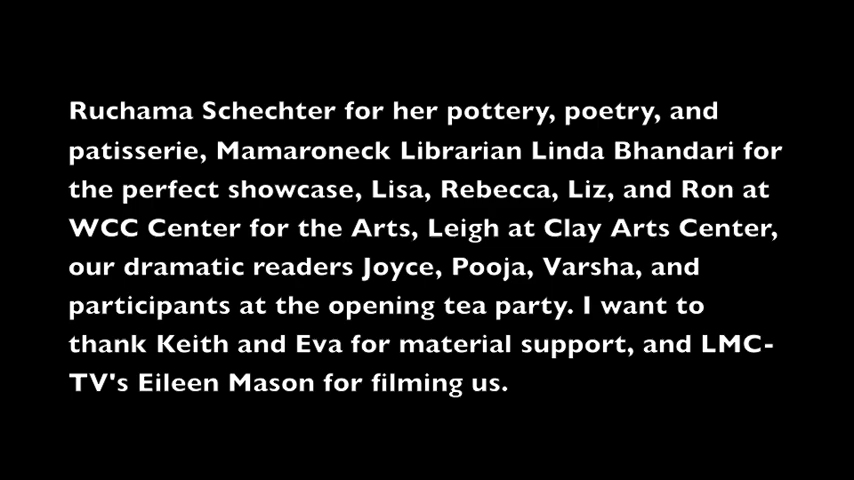 Ruchama Schechter for her pottery, poetry, and
patisserie, Mamaroneck Librarian Linda Bhandari for
the perfect showcase, Lisa, Rebecca, Liz, and Ron at
WCC Center for the Arts, Leigh at Clay Arts Center,
our dramatic readers Joyce, Pooja, Varsha, and
participants at the opening tea party. I want to
thank Keith and Eva for material support, and LMC-
TV's Eileen Mason for filming us.